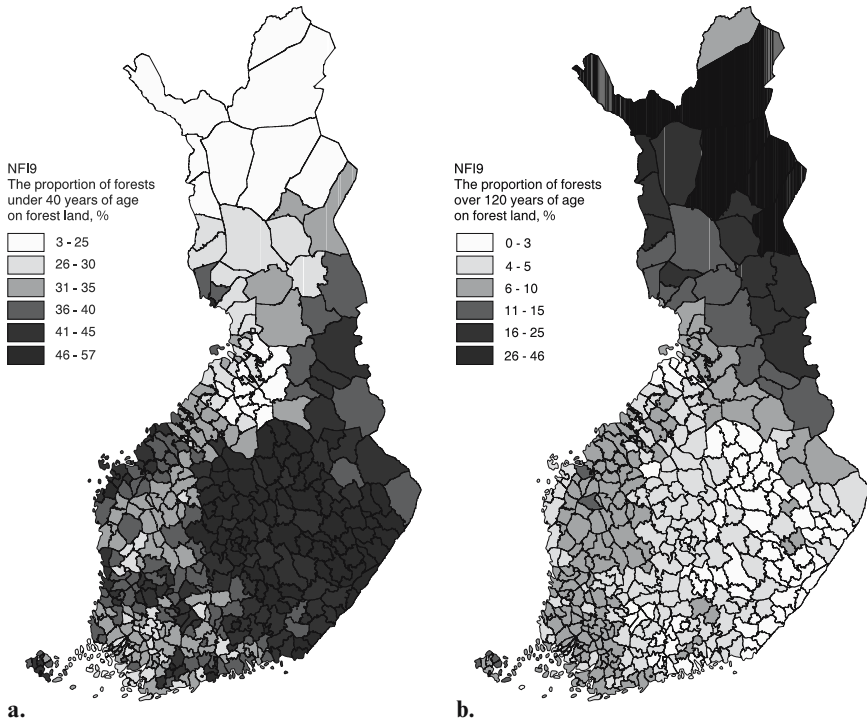 NFI9
The proportion of forests
under 40 years of age
on forest land, %
3 - 25
26 - 30
31 - 35
36 - 40
41 - 45
46 - 57
a.
NFI9
The proportion of forests
over 120 years of age
on forest land, %
0 - 3
4 - 5
6 - 10
11 - 15
16 - 25
26 - 46
b.